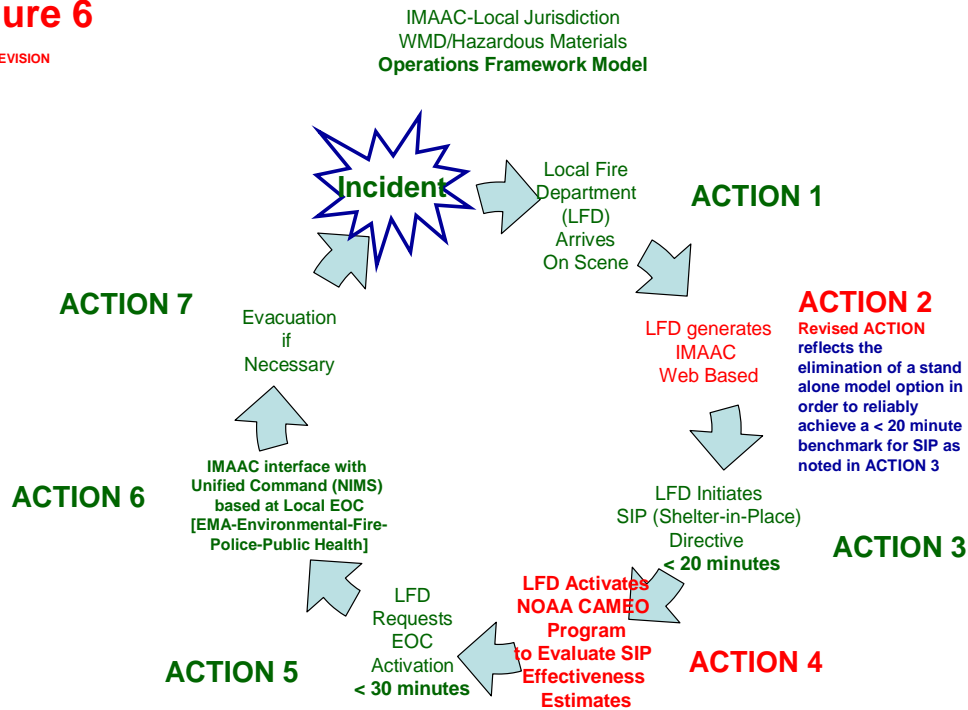 ure 6
EVISION
IMAAC-Local Jurisdiction
WMD/Hazardous Materials
Operations Framework Model
Incident
Local Fire
Department
(LFD)
Arrives
On Scene
ACTION 1
LFD generates
IMAAC
Web Based
ACTION 2
Revised ACTION
reflects the
elimination of a stand
alone model option in
order to reliably
achieve a < 20 minute
benchmark for SIP as
noted in ACTION 3
LFD Initiates
SIP (Shelter-in-Place)
Directive
< 20 minutes
ACTION 3
LFD Activates
NOAA CAMEO
Program
to Evaluate SIP
Effectiveness
Estimates
ACTION 4
LFD
Requests
EOC
Activation
< 30 minutes
ACTION 5
IMAAC interface with
Unified Command (NIMS)
based at Local EOC
[EMA-Environmental-Fire-
Police-Public Health]
ACTION 6
Evacuation
if
Necessary
ACTION 7